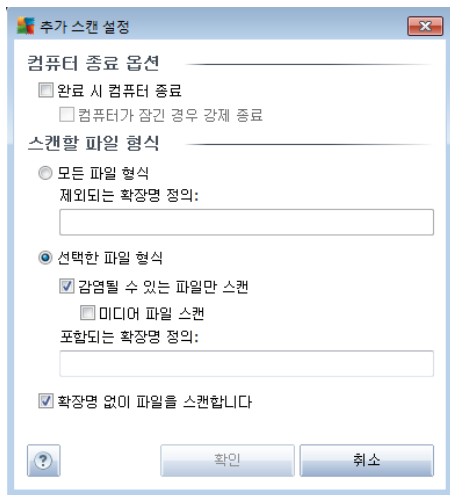 추가 스캔 설정
컴퓨터 종료 옵션
완료 시 컴퓨터 종료
컴퓨터가 잠긴 경우 강제 종료
스캔할 파일 형식
모든 파일 형식
제외되는 확장명 정의:
선택한 파일 형식
감염될 수 있는 파일만 스캔
미디어 파일 스캔
포함되는 확장명 정의:
확장명 없이 파일을 스캔합니다
? 확인 취소